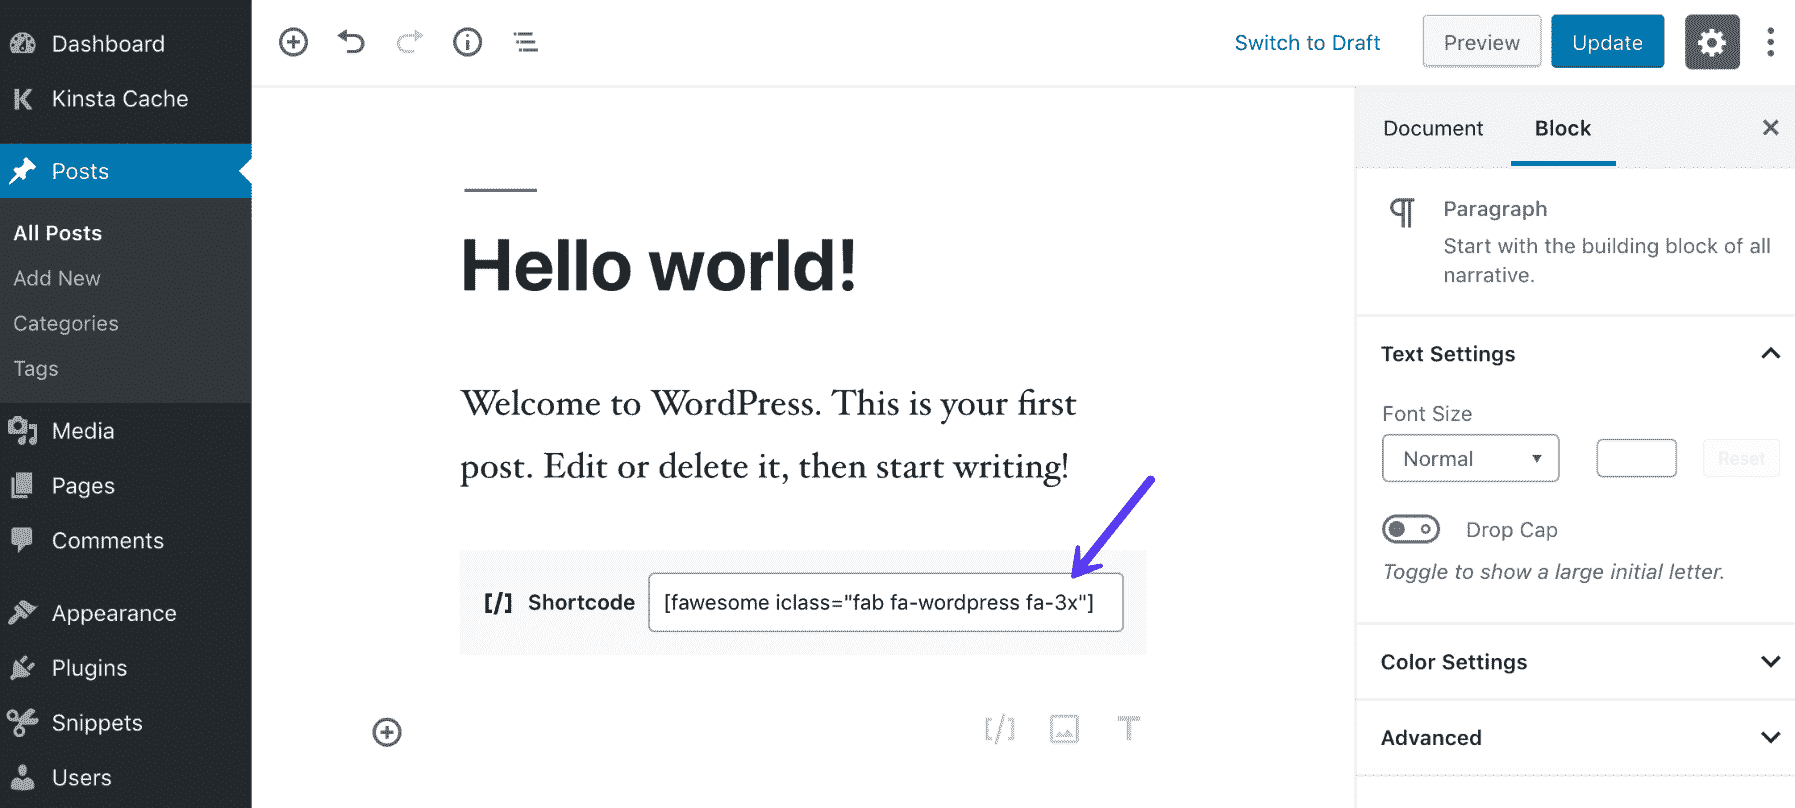 Dashboard
Kinsta Cache
Posts
All Posts
Add New
Categories
Tags
Media
Pages
Comments
Appearance
Plugins
Snippets
Users
Switch to Draft
Preview
Update
Hello world!
Welcome to WordPress. This is your first
post. Edit or delete it, then start writing!
[/] Shortcode
[fawesome iclass="fab fa-wordpress fa-3x"]
Document
Block
Paragraph
Start with the building block of all
narrative.
Text Settings
Font Size
Normal
Reset
Drop Cap
Toggle to show a large initial letter.
Color Settings
Advanced